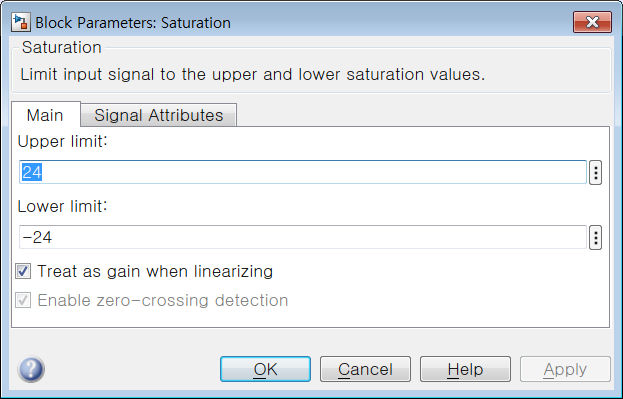 Block Parameters: Saturation
Saturation
Limit input signal to the upper and lower saturation values.
Main
Signal Attributes
Upper limit:
24
Lower limit:
-24
Treat as gain when linearizing
Enable zero-crossing detection
OK
Cancel
Help
Apply